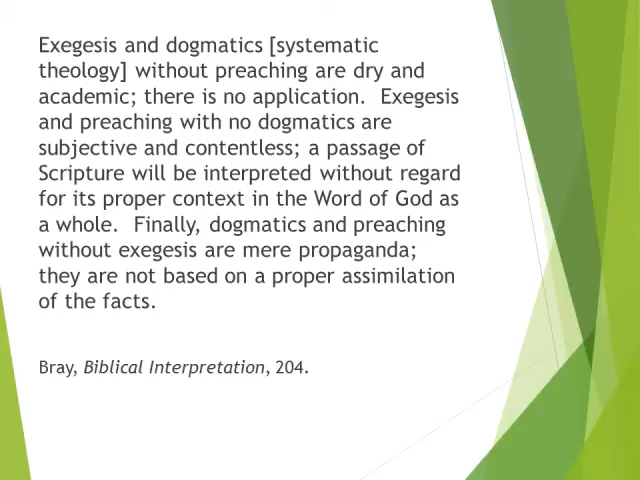 Exegesis and dogmatics [systematic
theology] without preaching are dry and
academic; there is no application.  Exegesis
and preaching with no dogmatics are
subjective and contentless; a passage of
Scripture will be interpreted without regard
for its proper context in the Word of God as
a whole.  Finally, dogmatics and preaching
without exegesis are mere propaganda;
they are not based on a proper assimilation
of the facts.
Bray, Biblical Interpretation, 204.